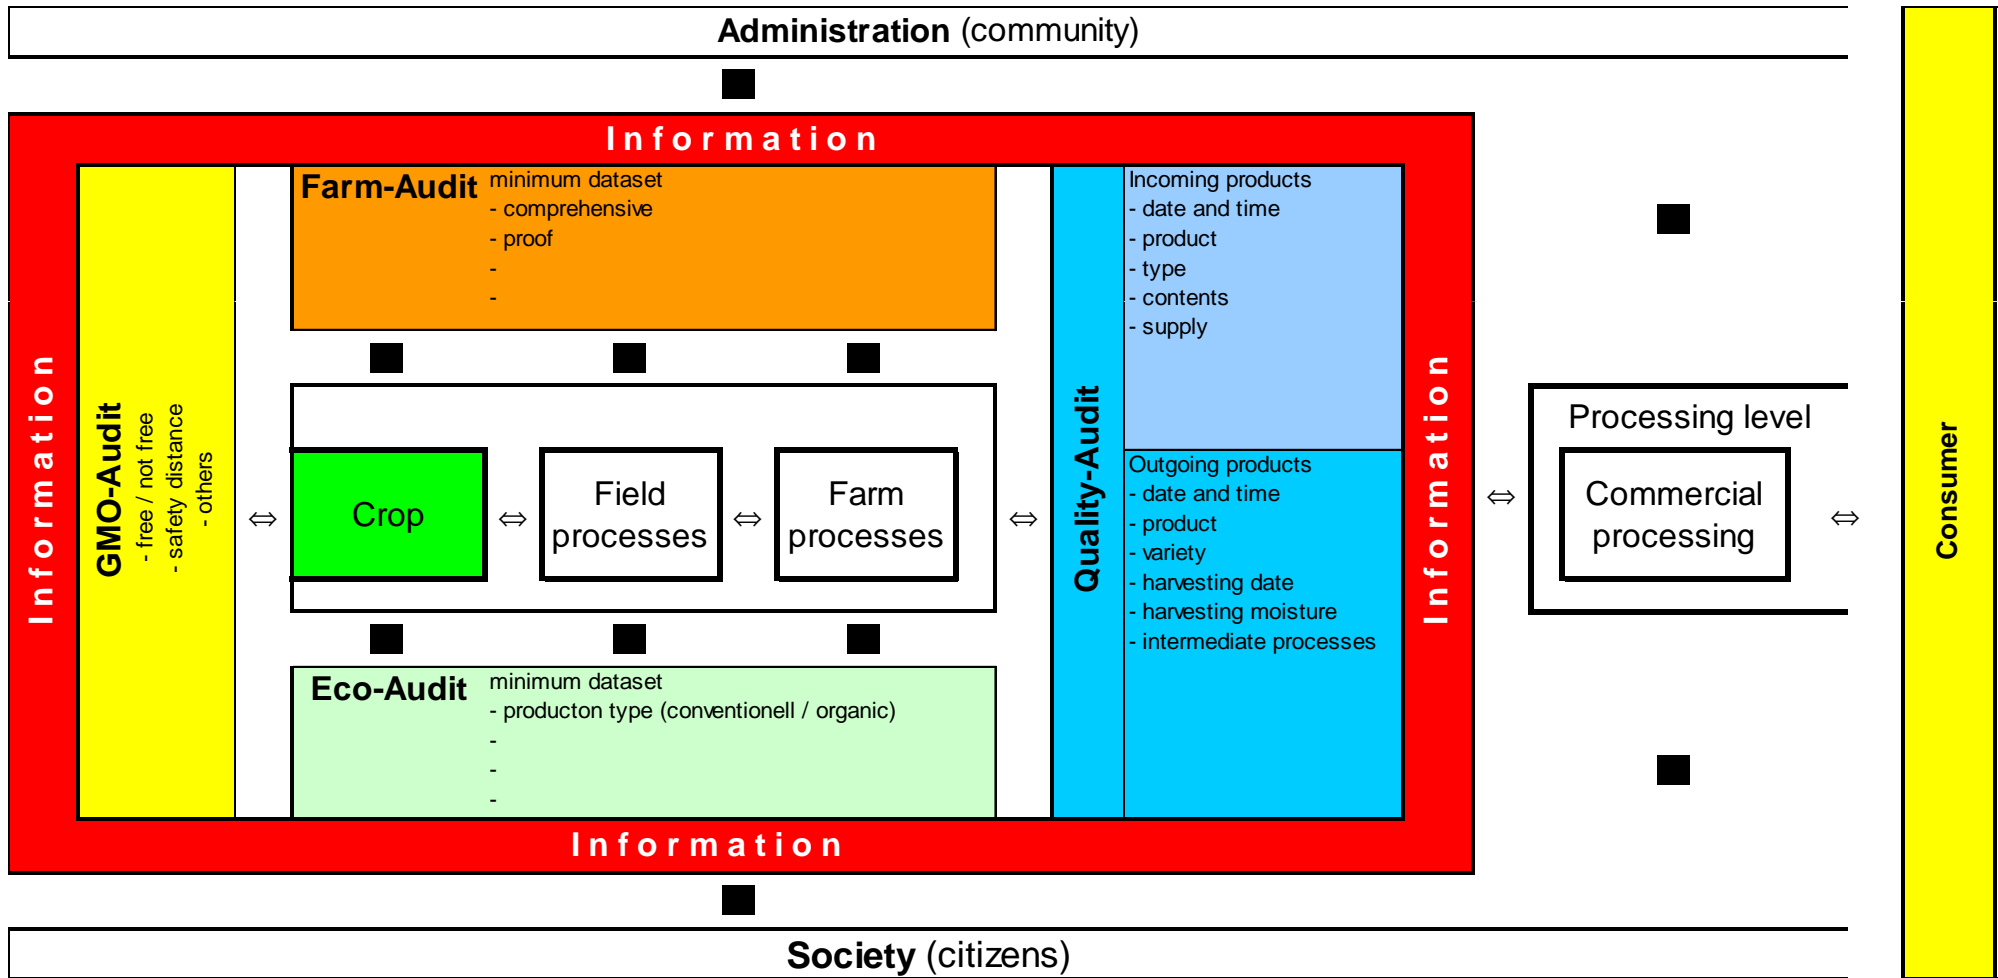 Administration (community)
Information
Information
GMO-Audit
- free / not free
- safety distance
- others
Farm-Audit
minimum dataset
- comprehensive
- proof
-
-
⇔
Crop
⇔
Field
processes
⇔
Farm
processes
⇔
Eco-Audit
minimum dataset
- producton type (conventionell / organic)
-
-
-
Quality-Audit
Incoming products
- date and time
- product
- type
- contents
- supply
Outgoing products
- date and time
- product
- variety
- harvesting date
- harvesting moisture
- intermediate processes
Information
⇔
Processing level
Commercial
processing
⇔
Consumer
Information
Society (citizens)